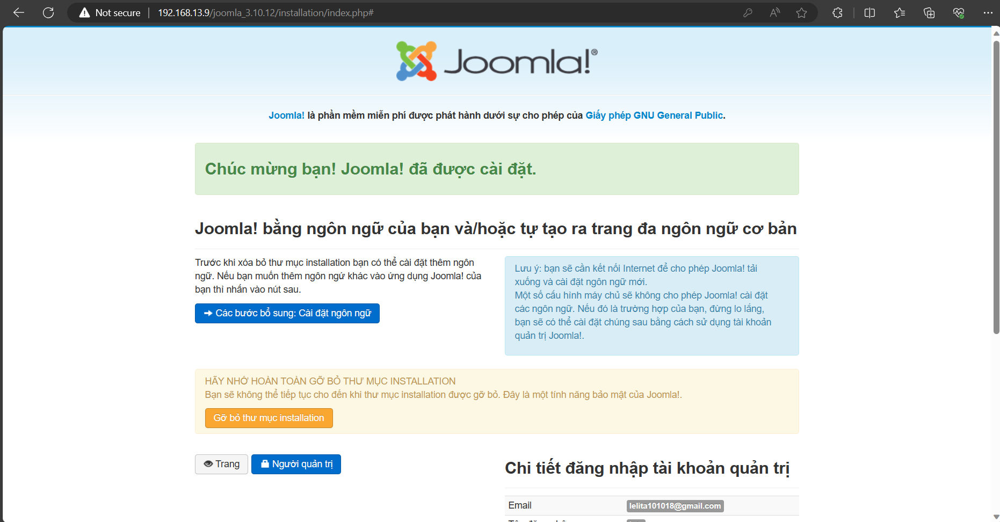 Not secure
192.168.13.9/joomla_3.10.12/installation/index.php#
Joomla!®
Joomla! là phần mềm miễn phí được phát hành dưới sự cho phép của Giấy phép GNU General Public.
Chúc mừng bạn! Joomla! đã được cài đặt.
Joomla! bằng ngôn ngữ của bạn và/hoặc tự tạo ra trang đa ngôn ngữ cơ bản
Trước khi xóa bỏ thư mục installation bạn có thể cài đặt thêm ngôn
ngữ. Nếu bạn muốn thêm ngôn ngứ khác vào ứng dụng Joomla! của
bạn thì nhấn vào nút sau.
Các bước bổ sung: Cài đặt ngôn ngữ
Lưu ý: bạn sẽ cần kết nối Internet để cho phép Joomla! tải
xuống và cài đặt ngôn ngữ mới.
Một số cấu hình máy chủ sẽ không cho phép Joomla! cài đặt
các ngôn ngữ. Nếu đó là trường hợp của bạn, đừng lo lắng,
bạn sẽ có thể cài đặt chúng sau bằng cách sử dụng tài khoản
quản trị Joomla!.
HÃY NHỚ HOÀN TOÀN GỠ BỎ THƯ MỤC INSTALLATION
Bạn sẽ không thể tiếp tục cho đến khi thư mục installation được gỡ bỏ. Đây là một tính năng bảo mật của Joomla!.
Gỡ bỏ thư mục installation
Trang
Người quản trị
Chi tiết đăng nhập tài khoản quản trị
Email
lelita101018@gmail.com